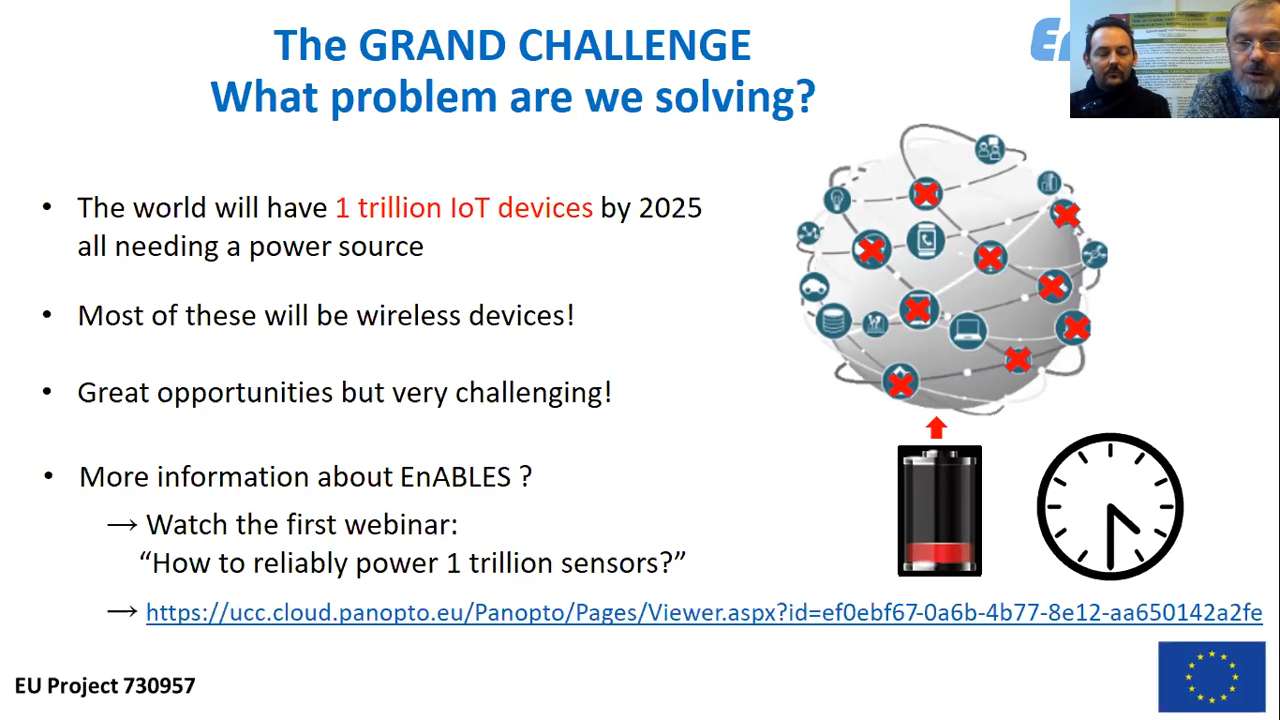 The GRAND CHALLENGE
What problem are we solving?
En
• The world will have 1 trillion IoT devices by 2025
all needing a power source
• Most of these will be wireless devices!
• Great opportunities but very challenging!
• More information about EnABLES ?
→ Watch the first webinar:
“How to reliably power 1 trillion sensors?”
→ https://ucc.cloud.panopto.eu/Panopto/Pages/Viewer.aspx?id=ef0ebf67-0a6b-4b77-8e12-aa650142a2fe
EU Project 730957